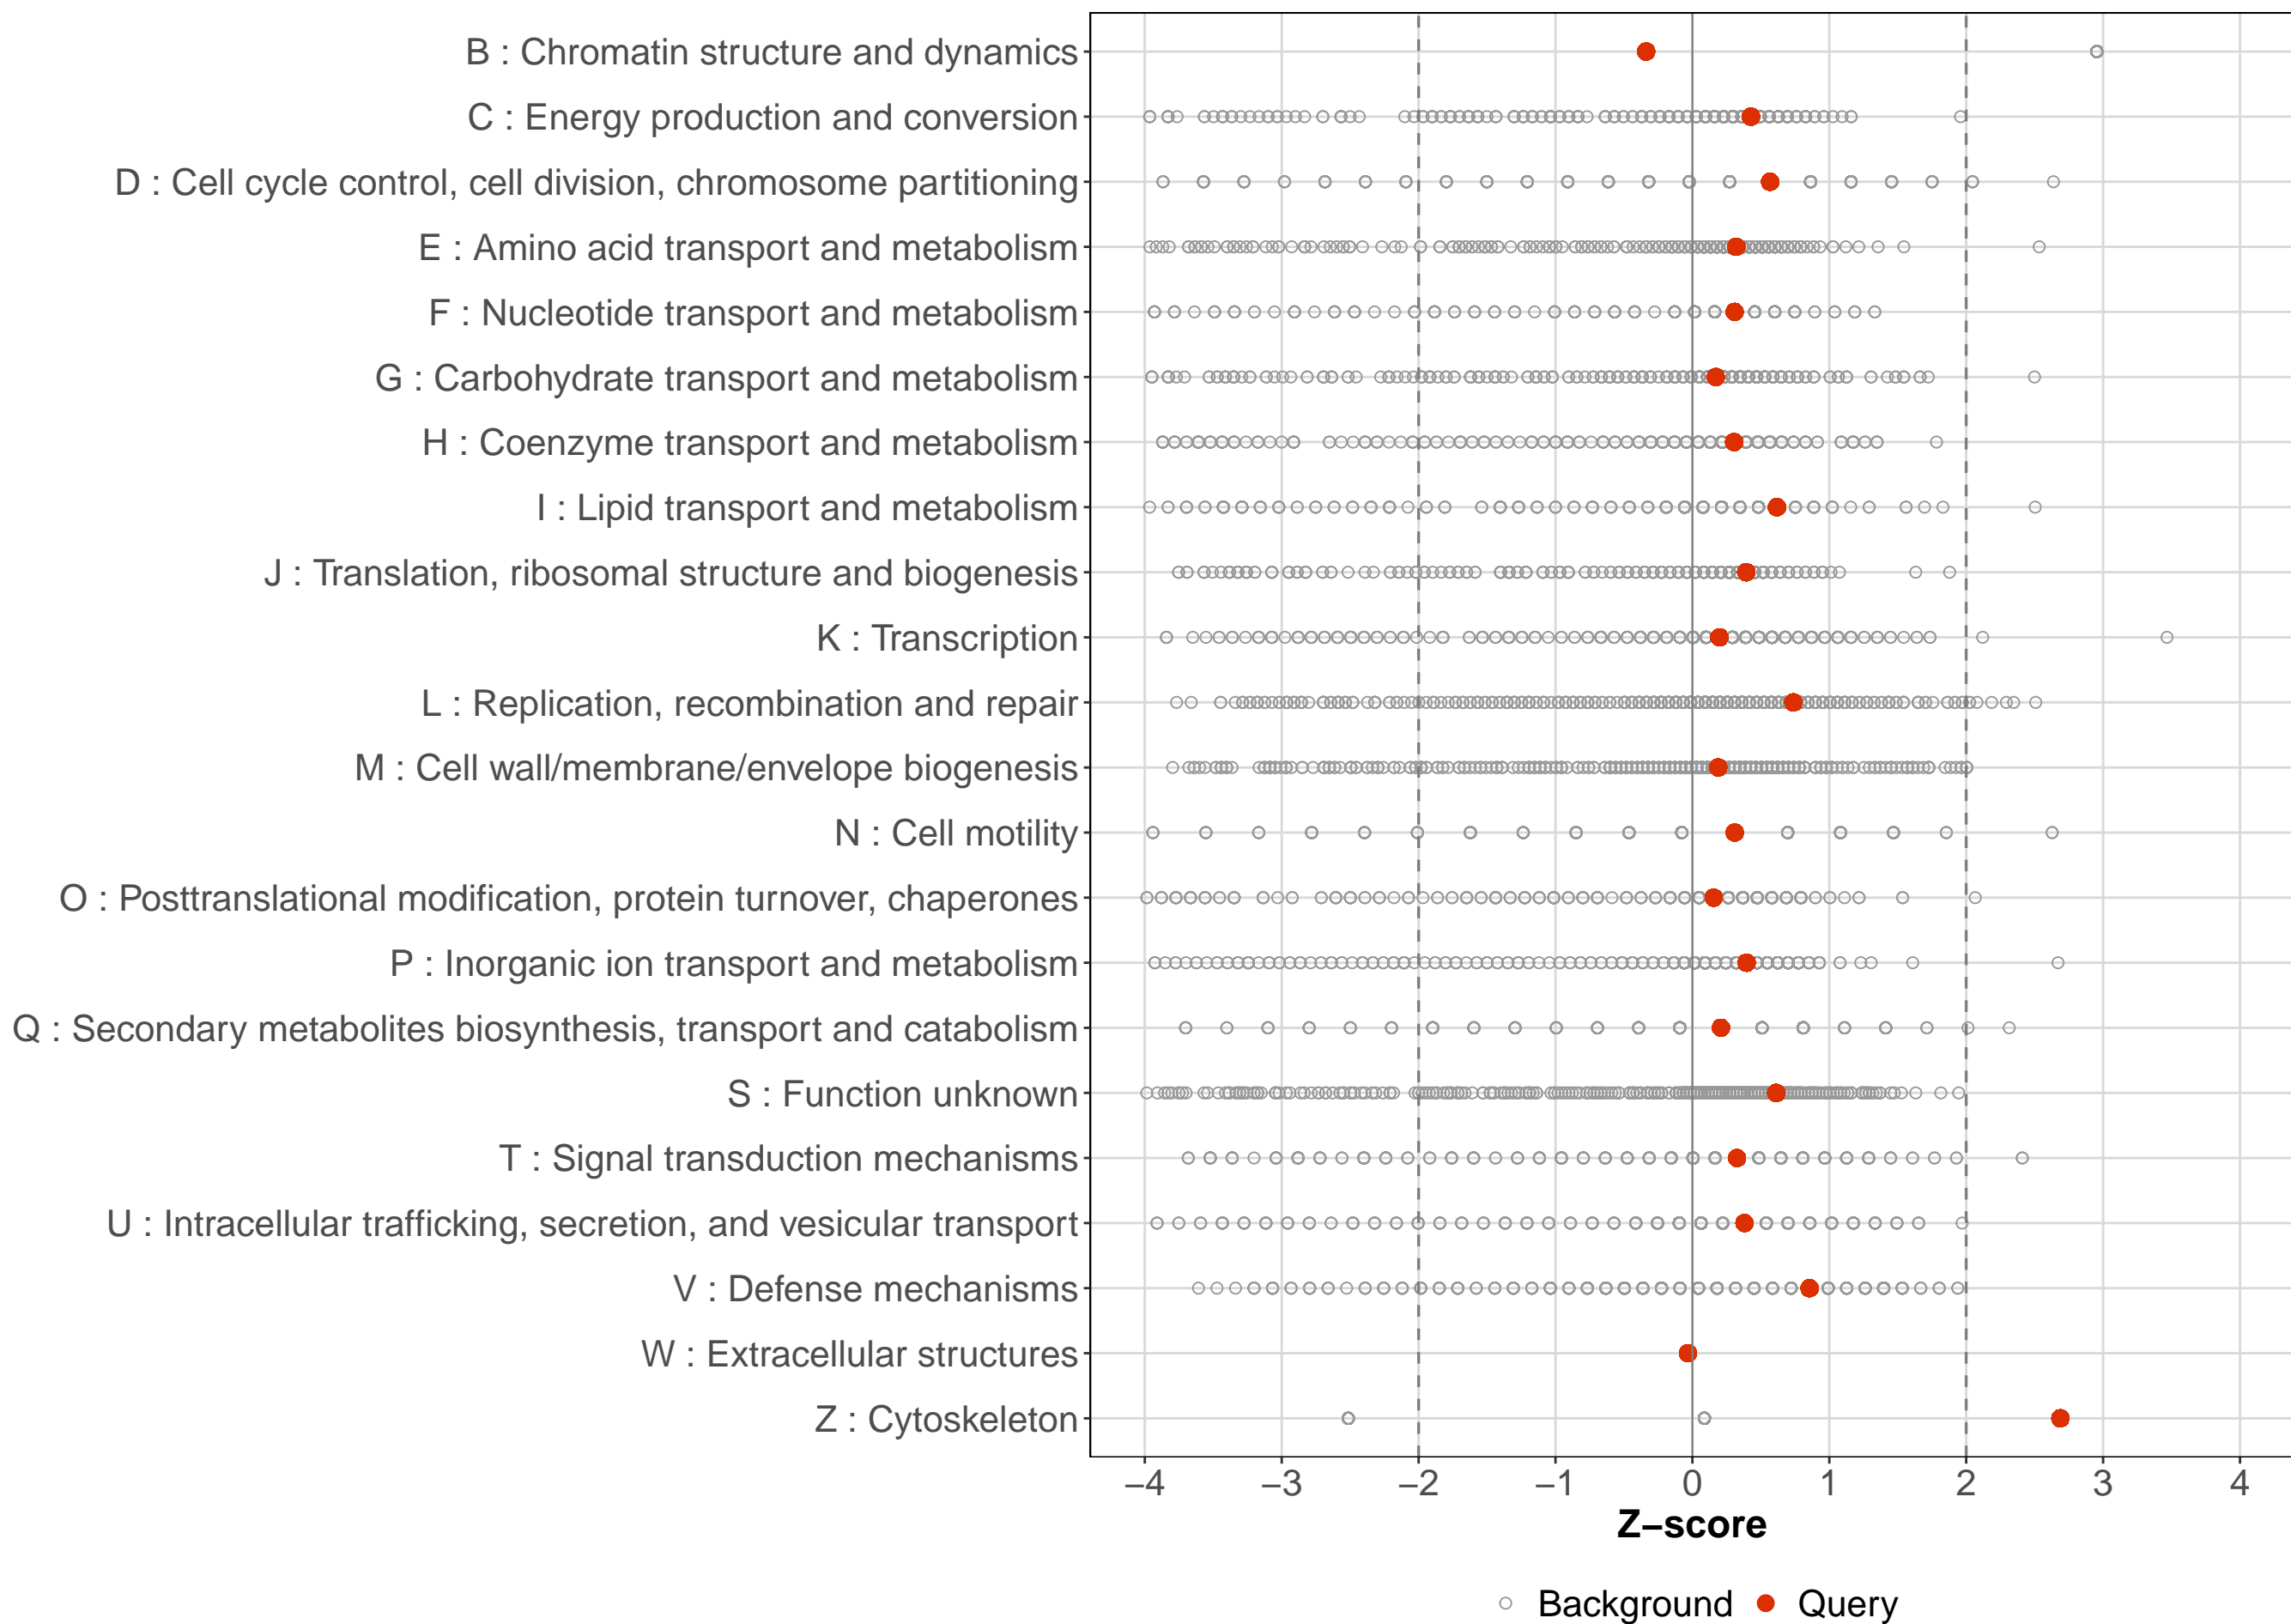 B : Chromatin structure and dynamics
C : Energy production and conversion
D : Cell cycle control, cell division, chromosome partitioning
E : Amino acid transport and metabolism
F : Nucleotide transport and metabolism
G : Carbohydrate transport and metabolism
H : Coenzyme transport and metabolism
I : Lipid transport and metabolism
J : Translation, ribosomal structure and biogenesis
K : Transcription
L : Replication, recombination and repair
M : Cell wall/membrane/envelope biogenesis
N : Cell motility
O : Posttranslational modification, protein turnover, chaperones
P : Inorganic ion transport and metabolism
Q : Secondary metabolites biosynthesis, transport and catabolism
S : Function unknown
T : Signal transduction mechanisms
U : Intracellular trafficking, secretion, and vesicular transport
V : Defense mechanisms
W : Extracellular structures
Z : Cytoskeleton
−4 −3 −2 −1 0 1 2 3 4
Z−score
Background Query